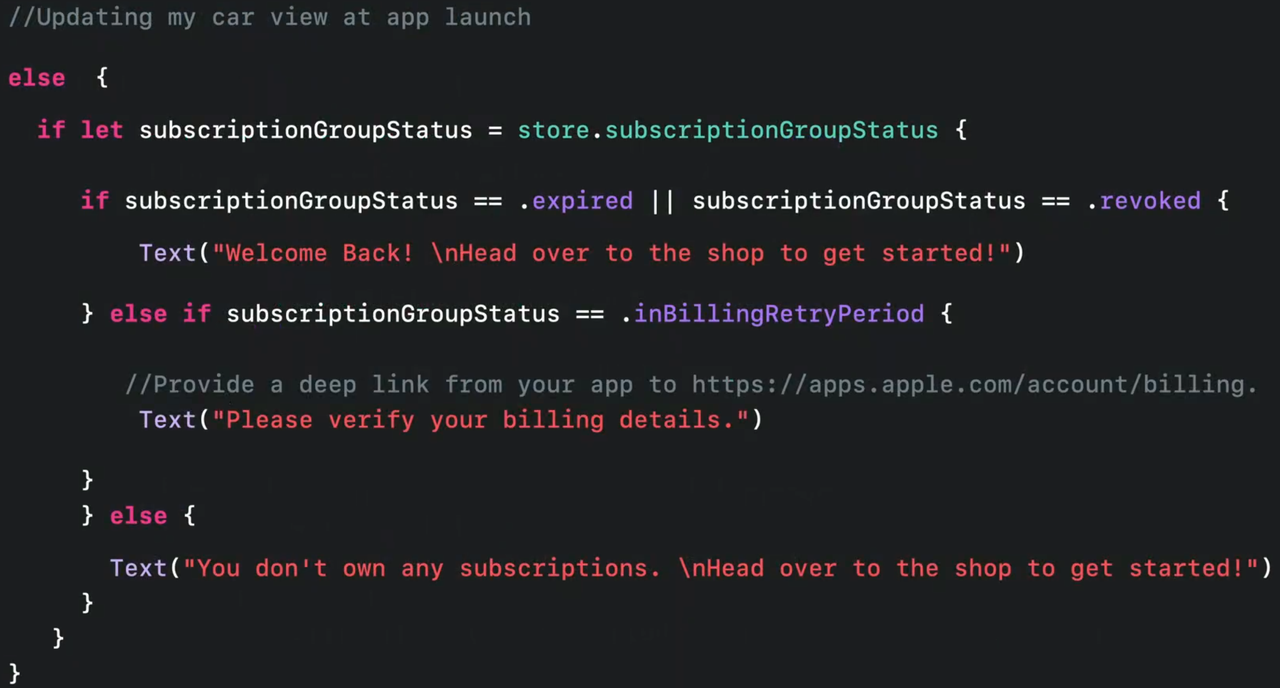 //Updating my car view at app launch
else  {
  if let subscriptionGroupStatus = store.subscriptionGroupStatus {
     if subscriptionGroupStatus == .expired || subscriptionGroupStatus == .revoked {
         Text("Welcome Back! \nHead over to the shop to get started!")
     } else if subscriptionGroupStatus == .inBillingRetryPeriod {
        //Provide a deep link from your app to https://apps.apple.com/account/billing.
         Text("Please verify your billing details.")
     }
     } else {
       Text("You don't own any subscriptions. \nHead over to the shop to get started!")
     }
   }
}